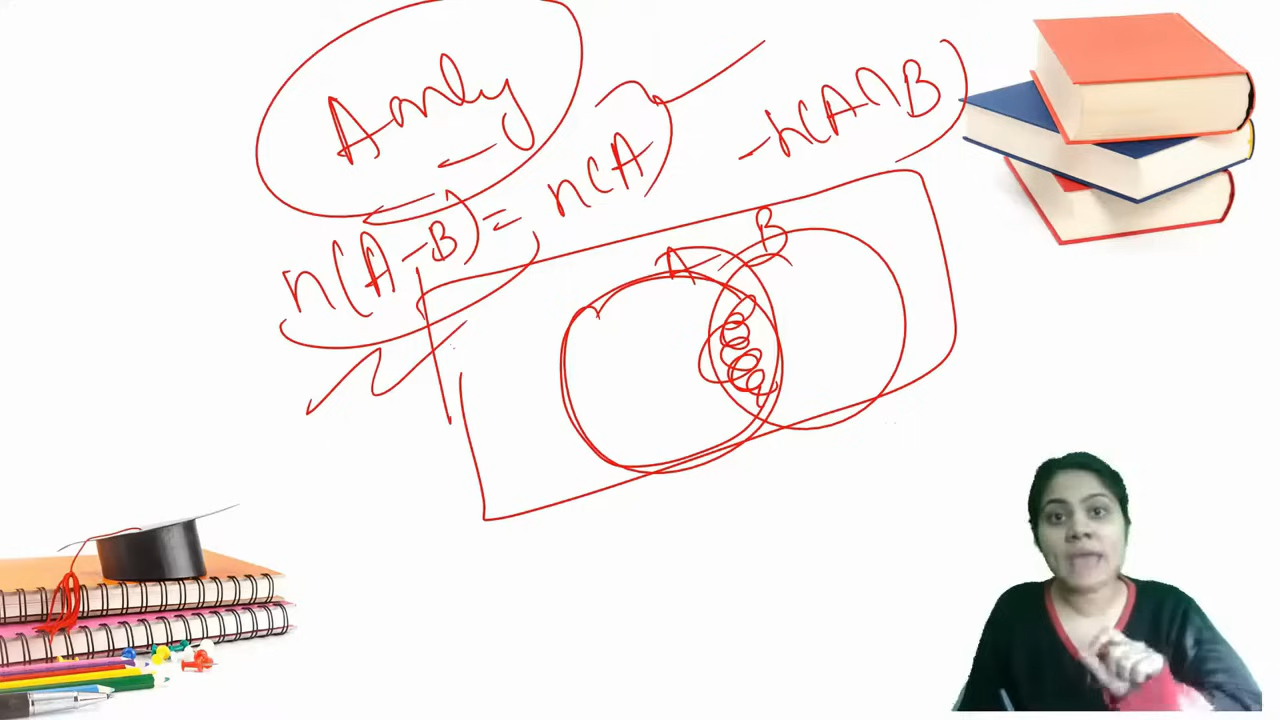 A only
n(A-B) = n(A) -n(A∩B)
A - B